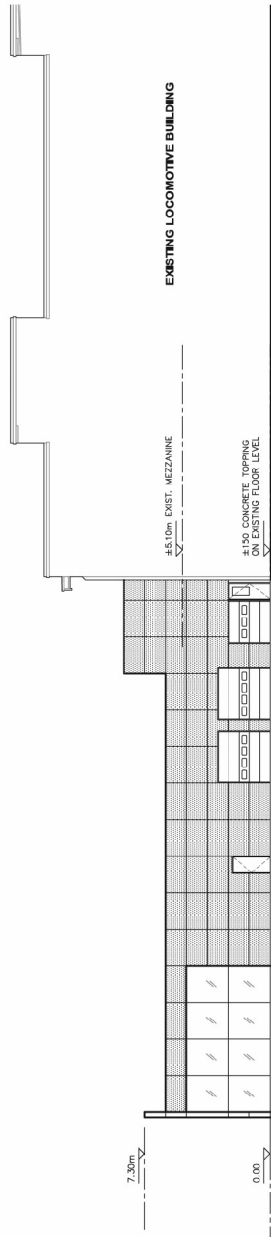 EXISTING LOCOMOTIVE BUILDING
±5.10m EXIST. MEZZANINE
±150 CONCRETE TOPPING
ON EXISTING FLOOR LEVEL
7.30m
0.00